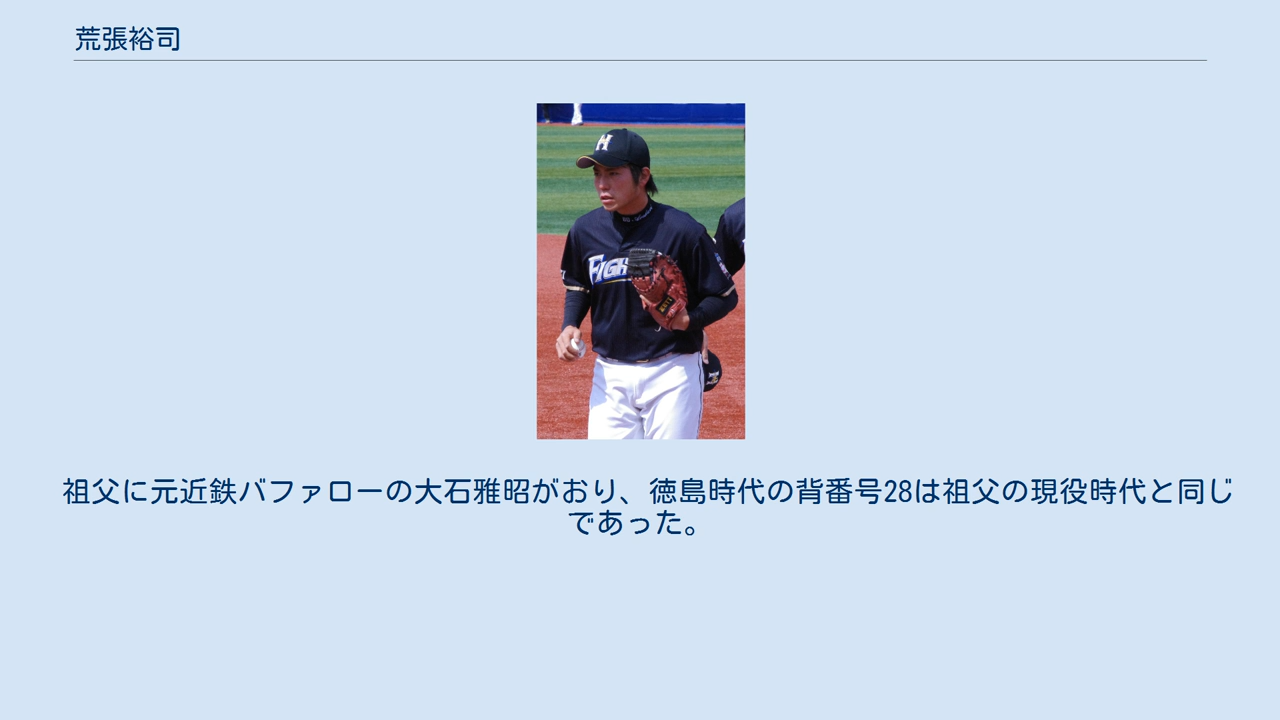 荒張裕司
H
FIGH
祖父に元近鉄バファローの大石雅昭がおり、徳島時代の背番号28は祖父の現役時代と同じ
であった。